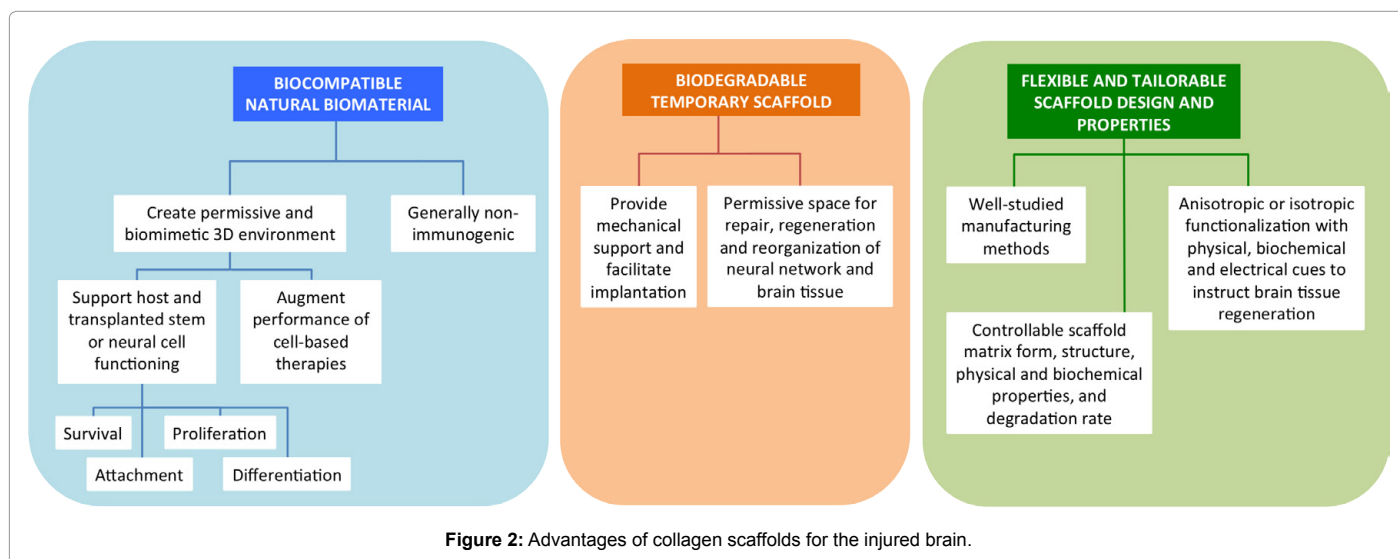 BIOCOMPATIBLE
NATURAL BIOMATERIAL
Create permissive and
biomimetic 3D environment
Generally non-
immunogenic
Support host and
transplanted stem
or neural cell
functioning
Augment
performance of
cell-based
therapies
Survival
Proliferation
Attachment
Differentiation
BIODEGRADABLE
TEMPORARY SCAFFOLD
Provide
mechanical
support and
facilitate
implantation
Permissive space for
repair, regeneration
and reorganization of
neural network and
brain tissue
FLEXIBLE AND TAILORABLE
SCAFFOLD DESIGN AND
PROPERTIES
Well-studied
manufacturing
methods
Controllable scaffold
matrix form, structure,
physical and biochemical
properties, and
degradation rate
Anisotropic or isotropic
functionalization with
physical, biochemical
and electrical cues to
instruct brain tissue
regeneration
Figure 2: Advantages of collagen scaffolds for the injured brain.